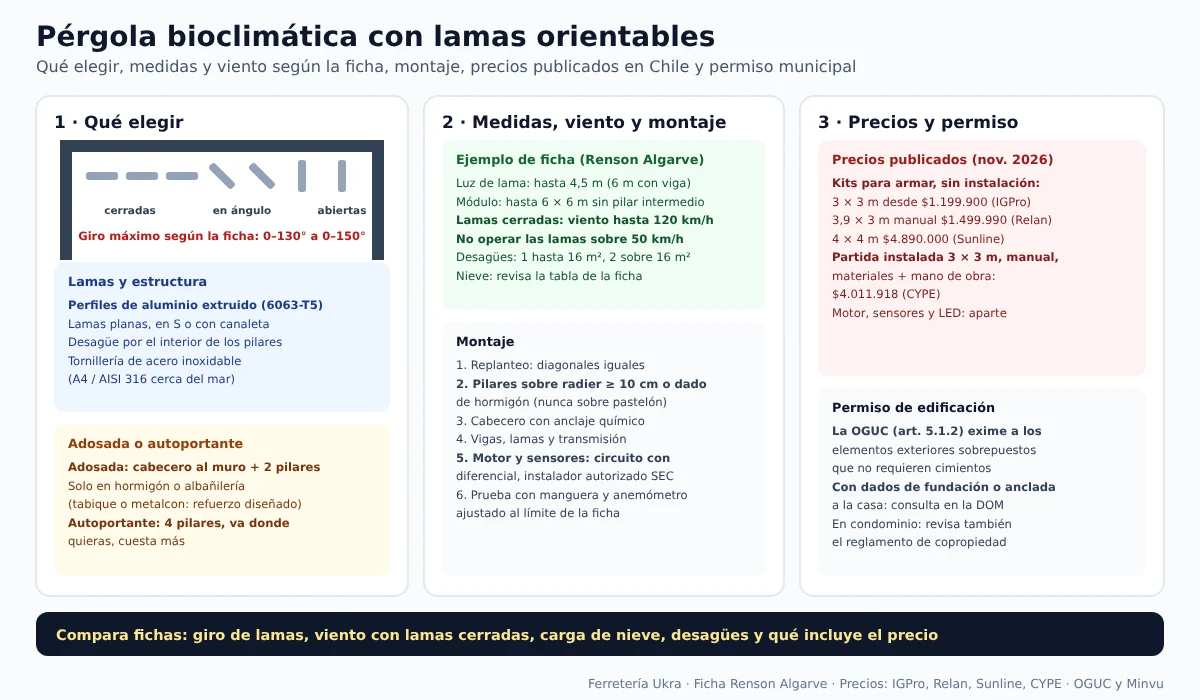 Pérgola bioclimática con lamas orientables
Qué elegir, medidas y viento según la ficha, montaje, precios publicados en Chile y permiso municipal
1 · Qué elegir
cerradas
en ángulo
abiertas
Giro máximo según la ficha: 0–130° a 0–150°
Lamas y estructura
Perfiles de aluminio extruido (6063-T5)
Lamas planas, en S o con canaleta
Desagüe por el interior de los pilares
Tornillería de acero inoxidable
(A4 / AISI 316 cerca del mar)
Adosada o autoportante
Adosada: cabecero al muro + 2 pilares
Solo en hormigón o albañilería
(tabique o metalcon: refuerzo diseñado)
Autoportante: 4 pilares, va donde
quieras, cuesta más
2 · Medidas, viento y montaje
Ejemplo de ficha (Renson Algarve)
Luz de lama: hasta 4,5 m (6 m con viga)
Módulo: hasta 6 × 6 m sin pilar intermedio
Lamas cerradas: viento hasta 120 km/h
No operar las lamas sobre 50 km/h
Desagües: 1 hasta 16 m², 2 sobre 16 m²
Nieve: revisa la tabla de la ficha
Montaje
1. Replanteo: diagonales iguales
2. Pilares sobre radier ≥ 10 cm o dado
de hormigón (nunca sobre pastelón)
3. Cabecero con anclaje químico
4. Vigas, lamas y transmisión
5. Motor y sensores: circuito con
diferencial, instalador autorizado SEC
6. Prueba con manguera y anemómetro
ajustado al límite de la ficha
3 · Precios y permiso
Precios publicados (nov. 2026)
Kits para armar, sin instalación:
3 × 3 m desde $1.199.900 (IGPro)
3,9 × 3 m manual $1.499.990 (Relan)
4 × 4 m $4.890.000 (Sunline)
Partida instalada 3 × 3 m, manual,
materiales + mano de obra:
$4.011.918 (CYPE)
Motor, sensores y LED: aparte
Permiso de edificación
La OGUC (art. 5.1.2) exime a los
elementos exteriores sobrepuestos
que no requieren cimientos
Con dados de fundación o anclada
a la casa: consulta en la DOM
En condominio: revisa también
el reglamento de copropiedad
Compara fichas: giro de lamas, viento con lamas cerradas, carga de nieve, desagües y qué incluye el precio
Ferretería Ukra · Ficha Renson Algarve · Precios: IGPro, Relan, Sunline, CYPE · OGUC y Minvu